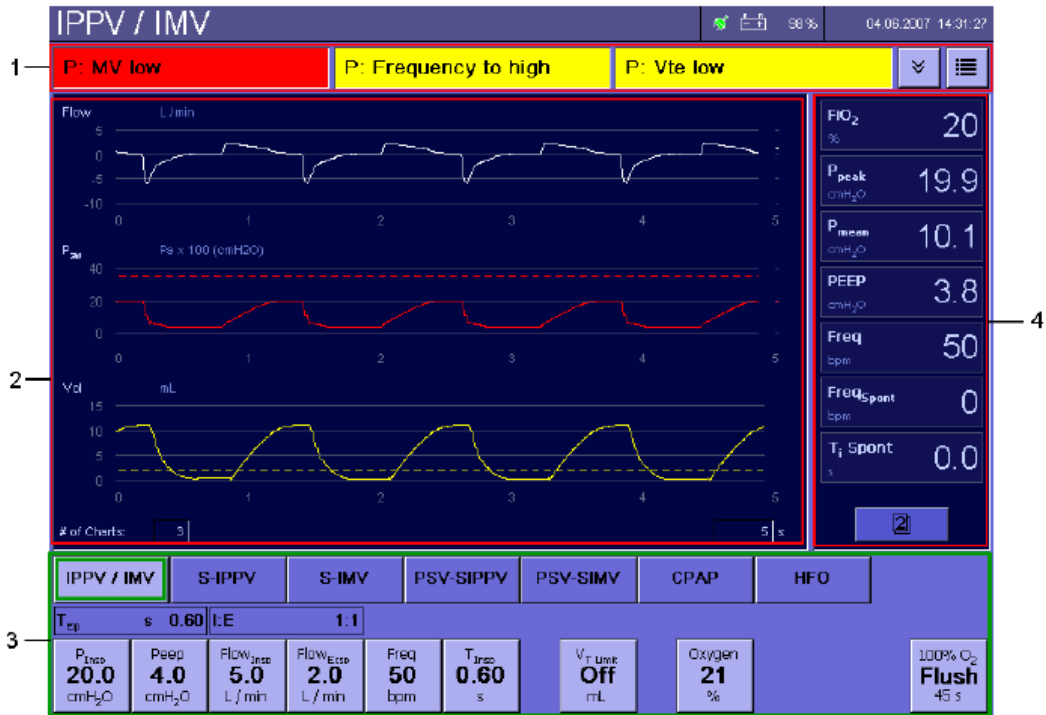 IPPV / IMV 98 % 04.06.2007 14:31:27
1 P: MV low P: Frequency to high P: Vte low
Flow L/min
5
0
-5
-10
0 1 2 3 4 5
Paw Pa x 100 (cmH2O)
40
20
0
0 1 2 3 4 5
2
Vol mL
15
10
5
0
0 1 2 3 4 5
# of Charts: 3 5 s
FiO2 % 20
Ppeak cmH2O 19.9
Pmean cmH2O 10.1
PEEP cmH2O 3.8
4
Freq bpm 50
FreqSpont bpm 0
Ti Spont s 0.0
2
IPPV / IMV S-IPPV S-IMV PSV-SIPPV PSV-SIMV CPAP HFO
3
TExp s 0.60 I:E 1:1
PInsp Peep FlowInsp FlowExsp Freq TInsp VT Limit Oxygen 100% O2
20.0 4.0 5.0 2.0 50 0.60 Off 21 Flush
cmH2O cmH2O L / min L / min bpm s mL % 45 s